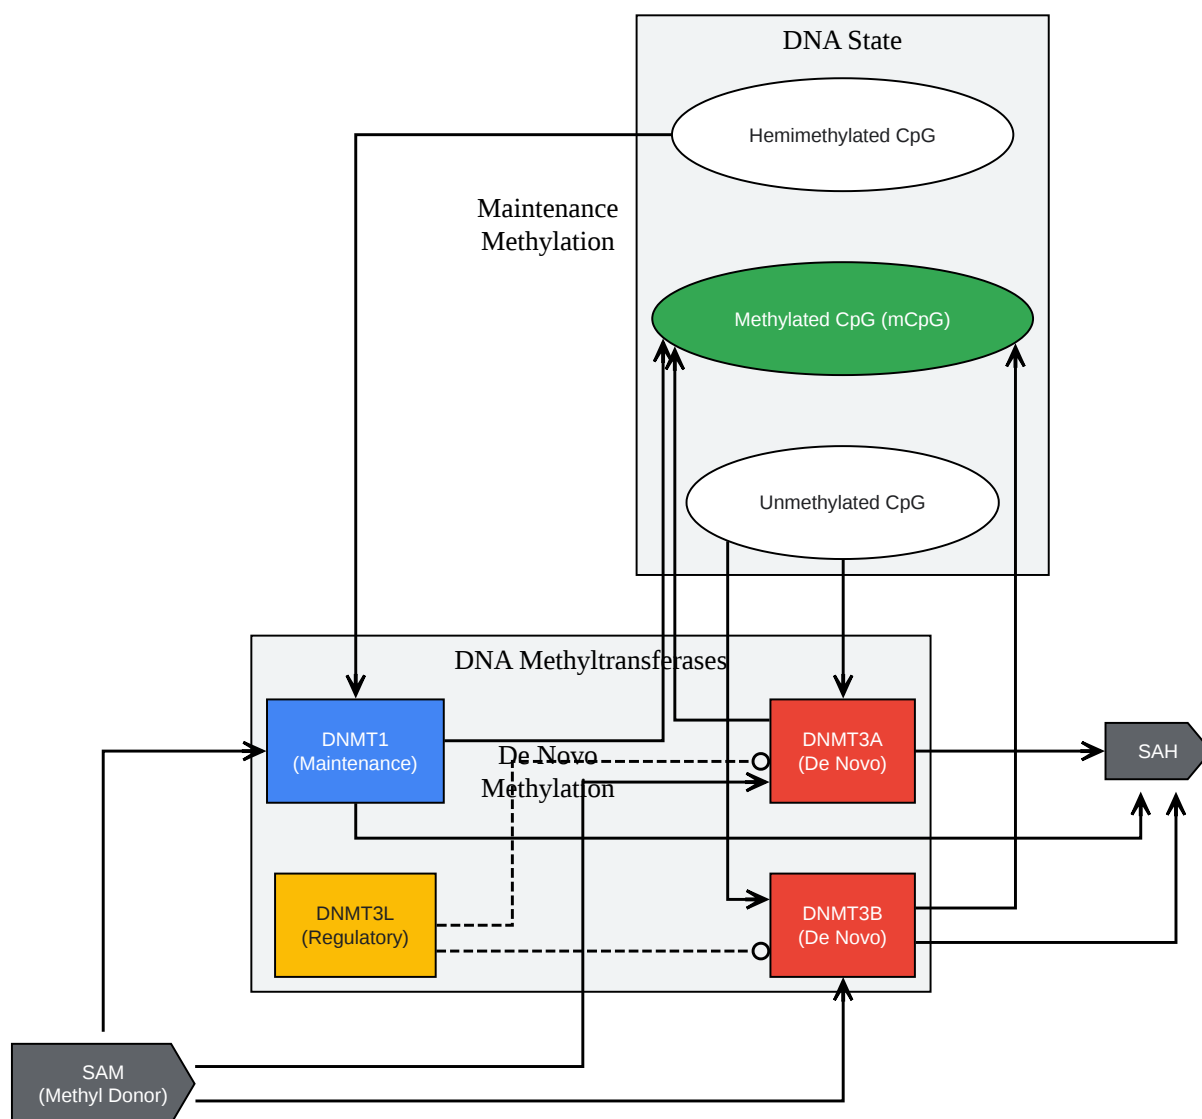 DNA State
Hemimethylated CpG
Maintenance
Methylation
Methylated CpG (mCpG)
Unmethylated CpG
DNA Methyltransferases
DNMT1
(Maintenance)
De Novo
Methylation
DNMT3A
(De Novo)
SAH
DNMT3L
(Regulatory)
DNMT3B
(De Novo)
SAM
(Methyl Donor)